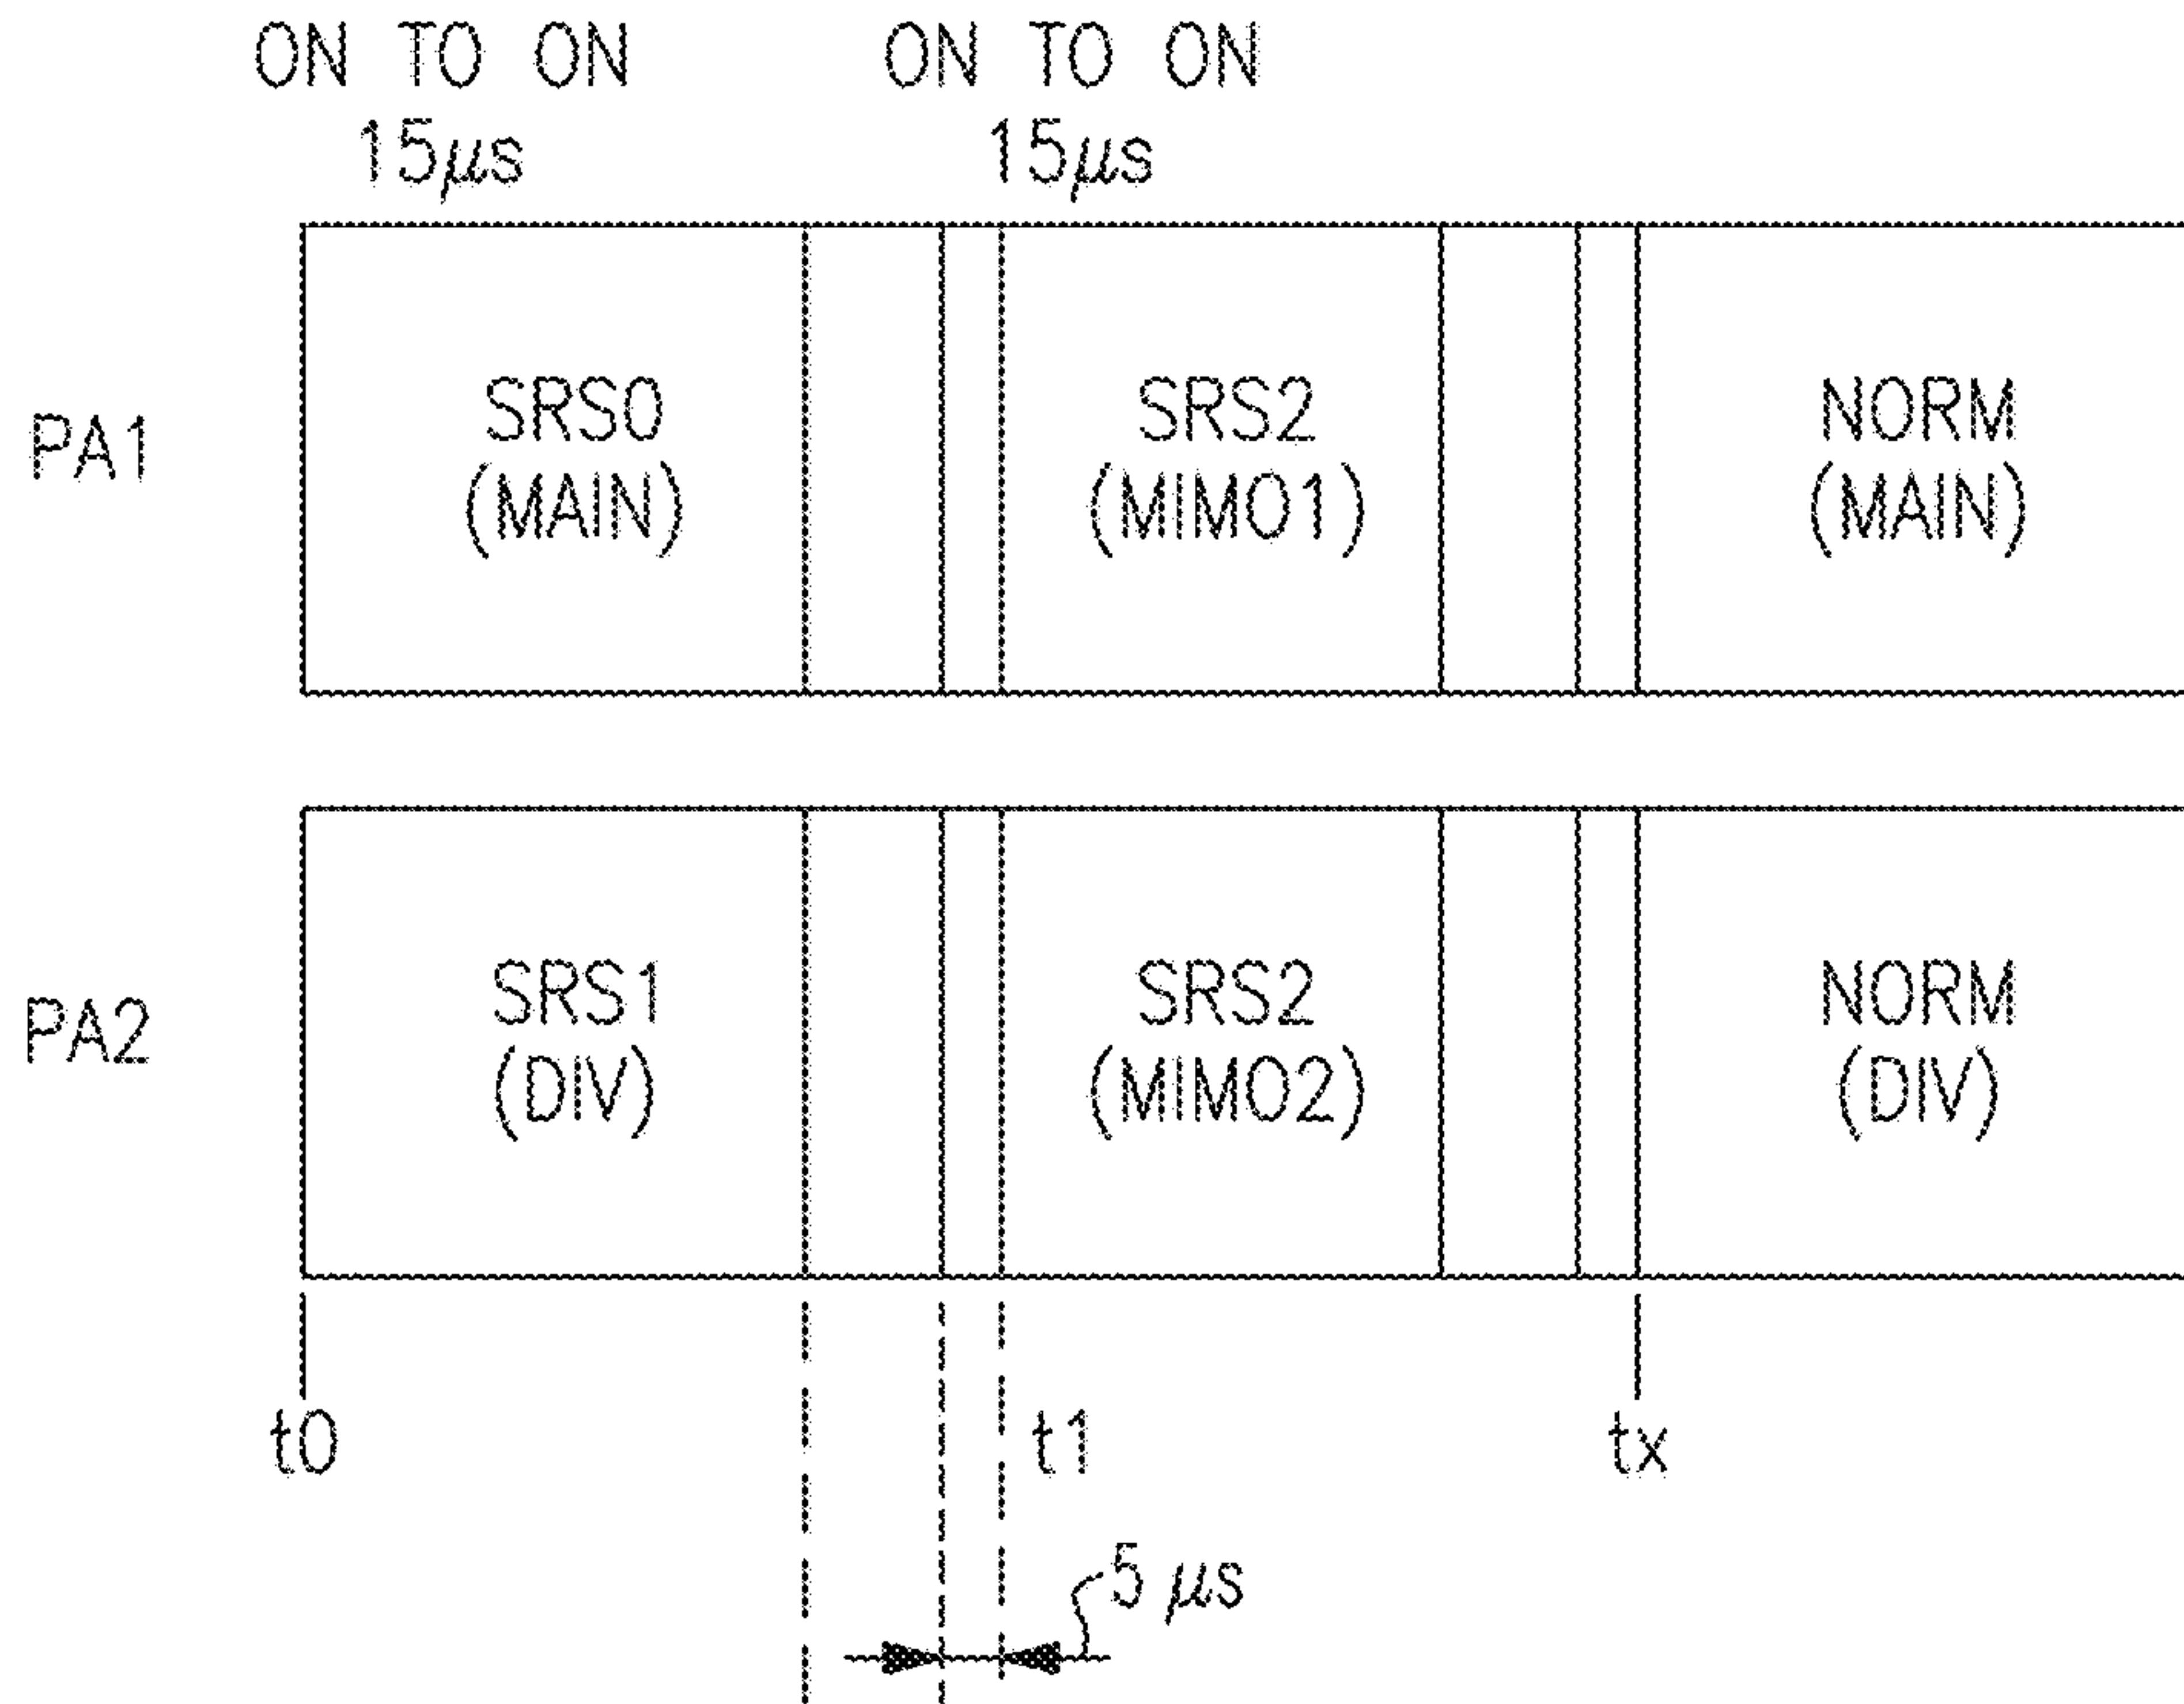 ON TO ON
15μs
ON TO ON
15μs
PA1
SRS0
(MAIN)
SRS2
(MIMO1)
NORM
(MAIN)
PA2
SRS1
(DIV)
SRS2
(MIMO2)
NORM
(DIV)
t0
t1
tx
5 μs